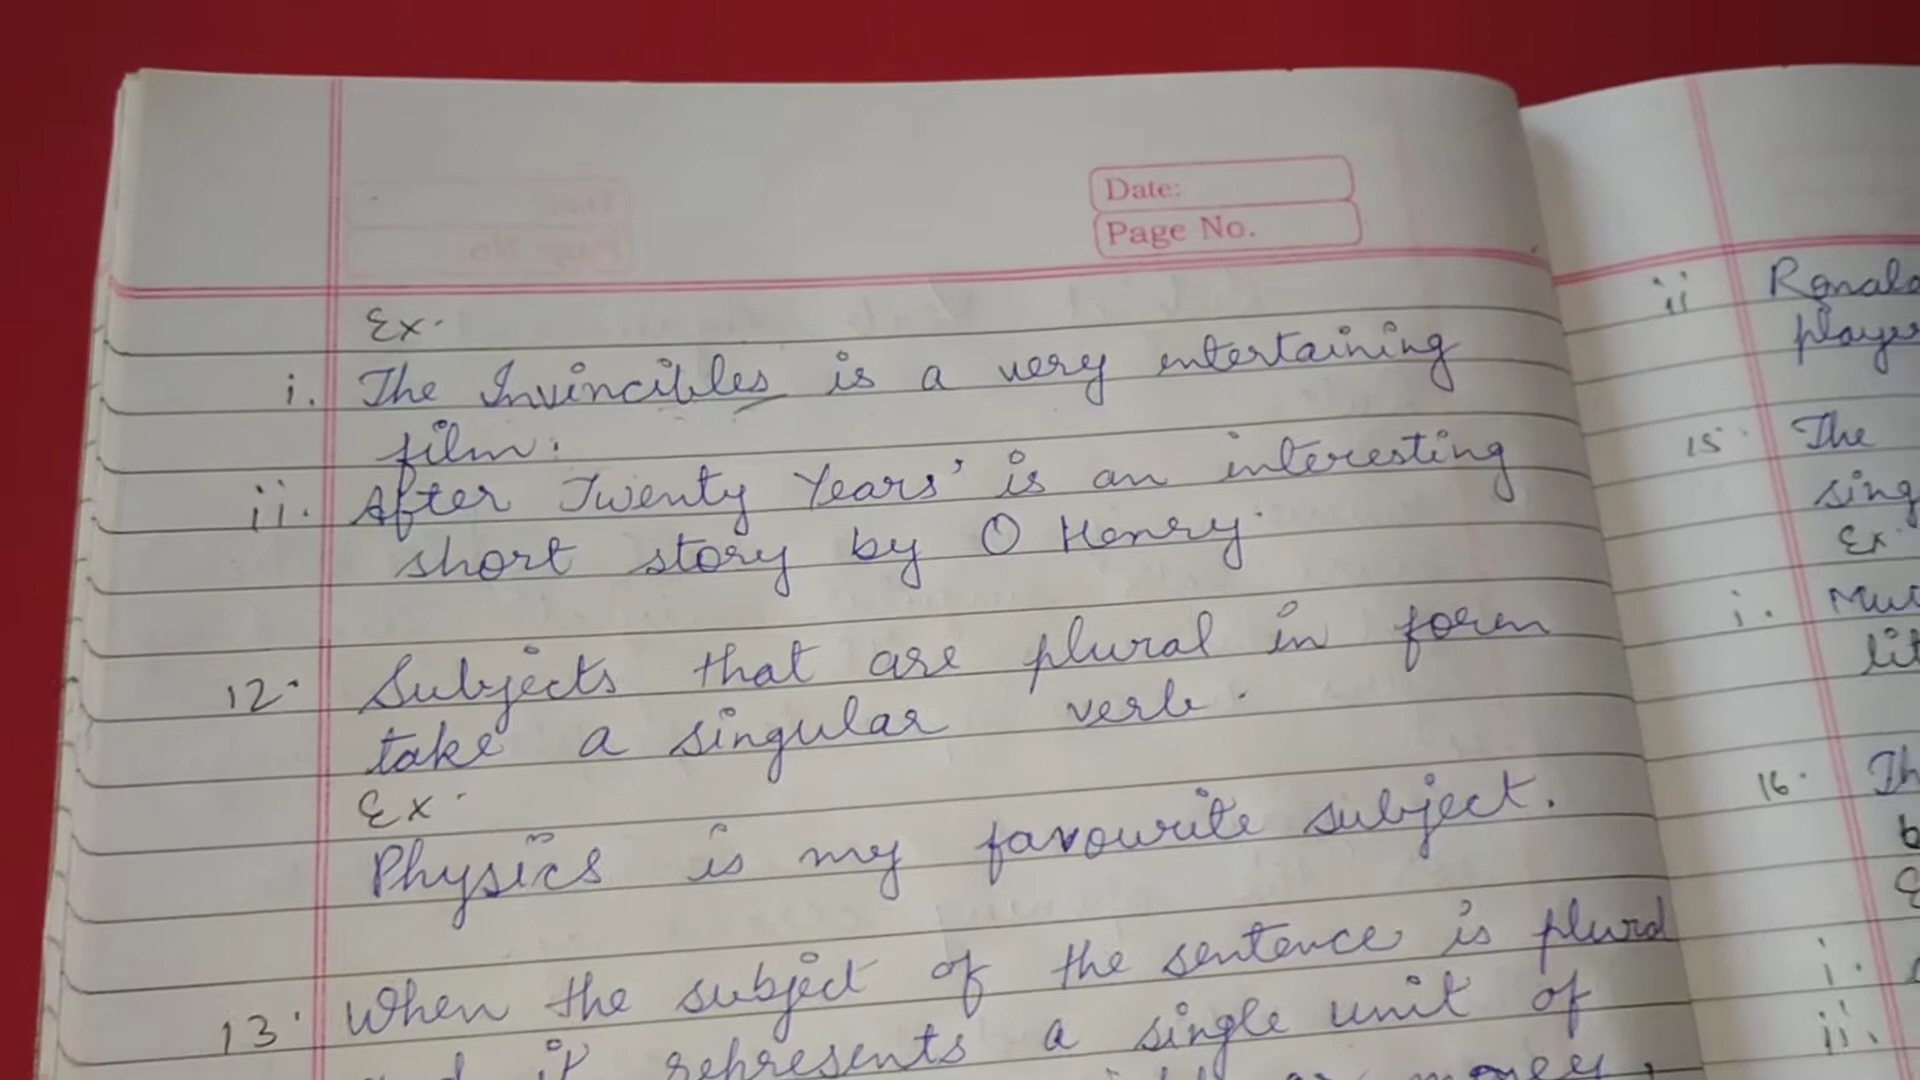 Date:
Page No.
Ex.
i. The Invincibles is a very entertaining
film.
ii. After Twenty Years' is an interesting
short story by O Henry.
12. Subjects that are plural in form
take a singular verb.
Ex.
Physics is my favourite subject.
13. When the subject of the sentence is plural
it represents a single unit of
money,
ii
15. The
Ex.
i.
16.
i.
ii.